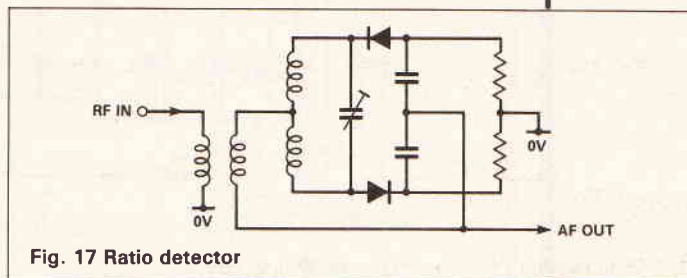 RF IN
0V
0V
AF OUT
Fig. 17 Ratio detector